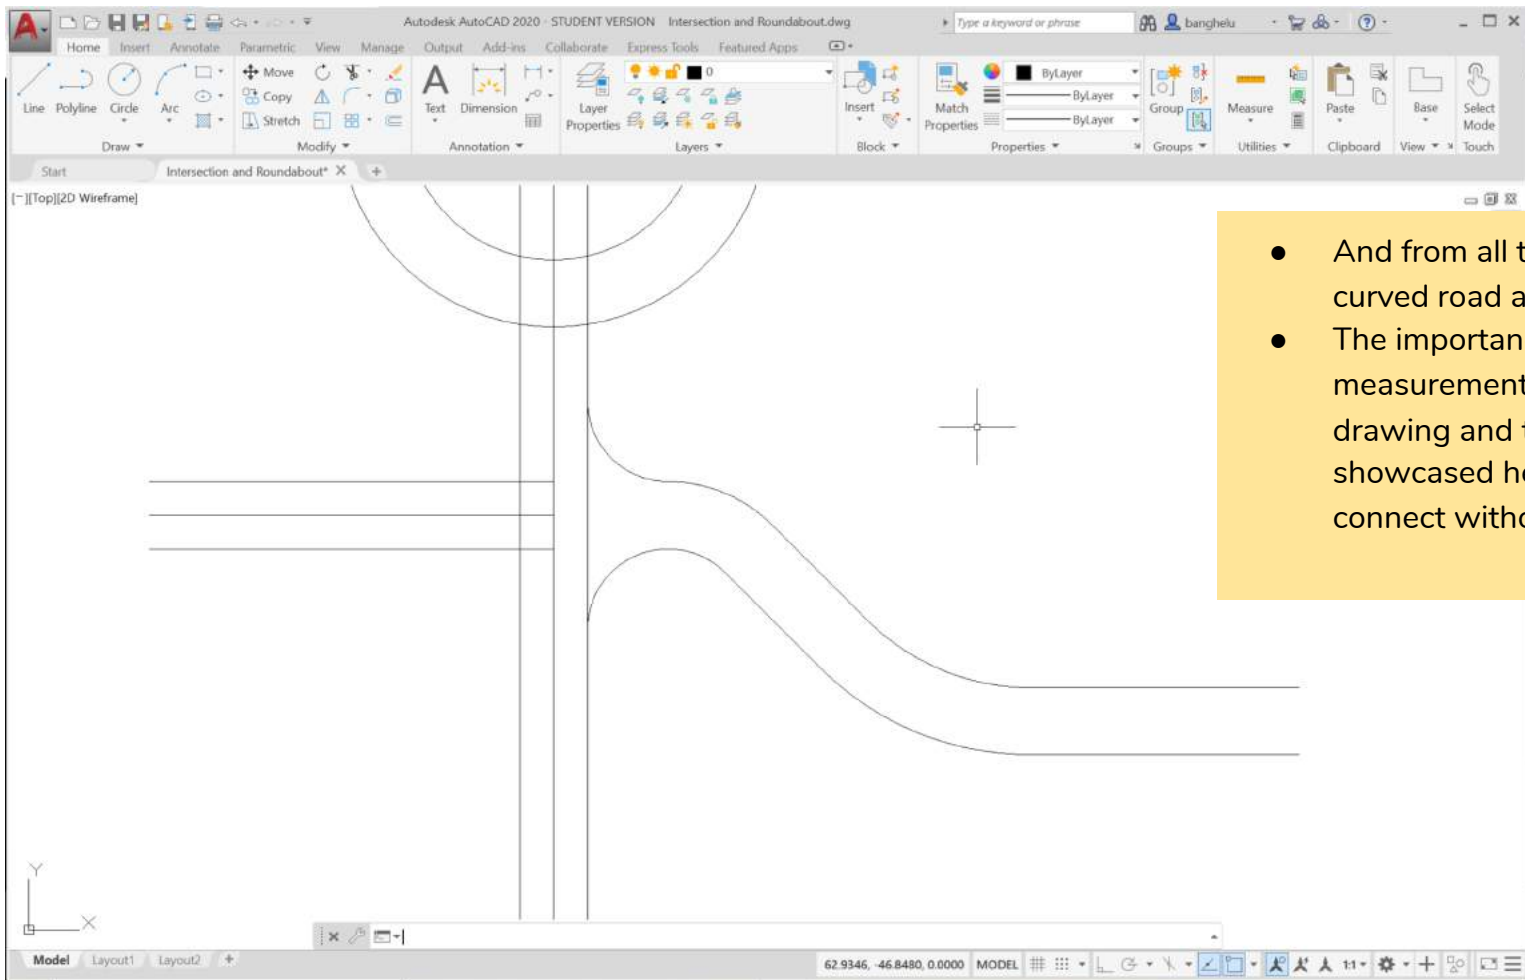 Autodesk AutoCAD 2020 - STUDENT VERSION Intersection and Roundabout.dwg
Type a keyword or phrase
banghelu
Home Insert Annotate Parametric View Manage Output Add-ins Collaborate Express Tools Featured Apps
Move
0
ByLayer
Line Polyline Circle Arc
Copy
Text Dimension
Layer
Properties
Insert
Match
Properties
ByLayer
Group
Measure
Paste
Base
Select
Mode
Stretch
ByLayer
Draw Modify Annotation Layers Block Properties Groups Utilities Clipboard View Touch
Start Intersection and Roundabout* +
[-][Top][2D Wireframe]
● And from all
curved road
● The
drawing and
showcased
connect
Y
X
Model Layout1 Layout2 +
62.9346, -46.8480, 0.0000 MODEL 1:1